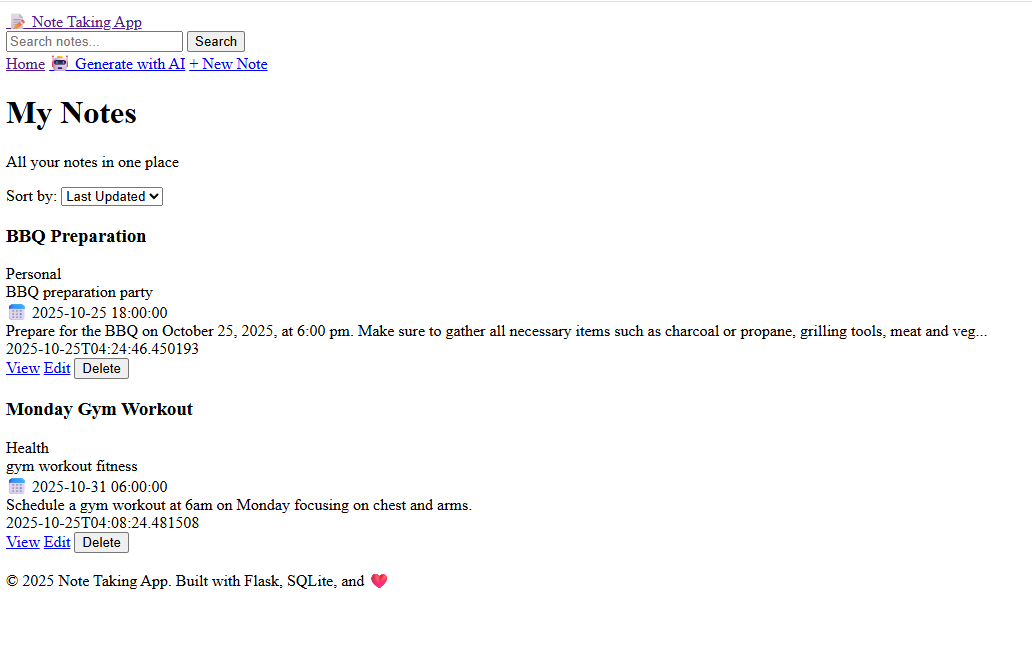 📝 Note Taking App
Search notes... Search
Home 🤖 Generate with AI + New Note
My Notes
All your notes in one place
Sort by: Last Updated
BBQ Preparation
Personal
BBQ preparation party
📅 2025-10-25 18:00:00
Prepare for the BBQ on October 25, 2025, at 6:00 pm. Make sure to gather all necessary items such as charcoal or propane, grilling tools, meat and veg...
2025-10-25T04:24:46.450193
View Edit Delete
Monday Gym Workout
Health
gym workout fitness
📅 2025-10-31 06:00:00
Schedule a gym workout at 6am on Monday focusing on chest and arms.
2025-10-25T04:08:24.481508
View Edit Delete
© 2025 Note Taking App. Built with Flask, SQLite, and ❤️